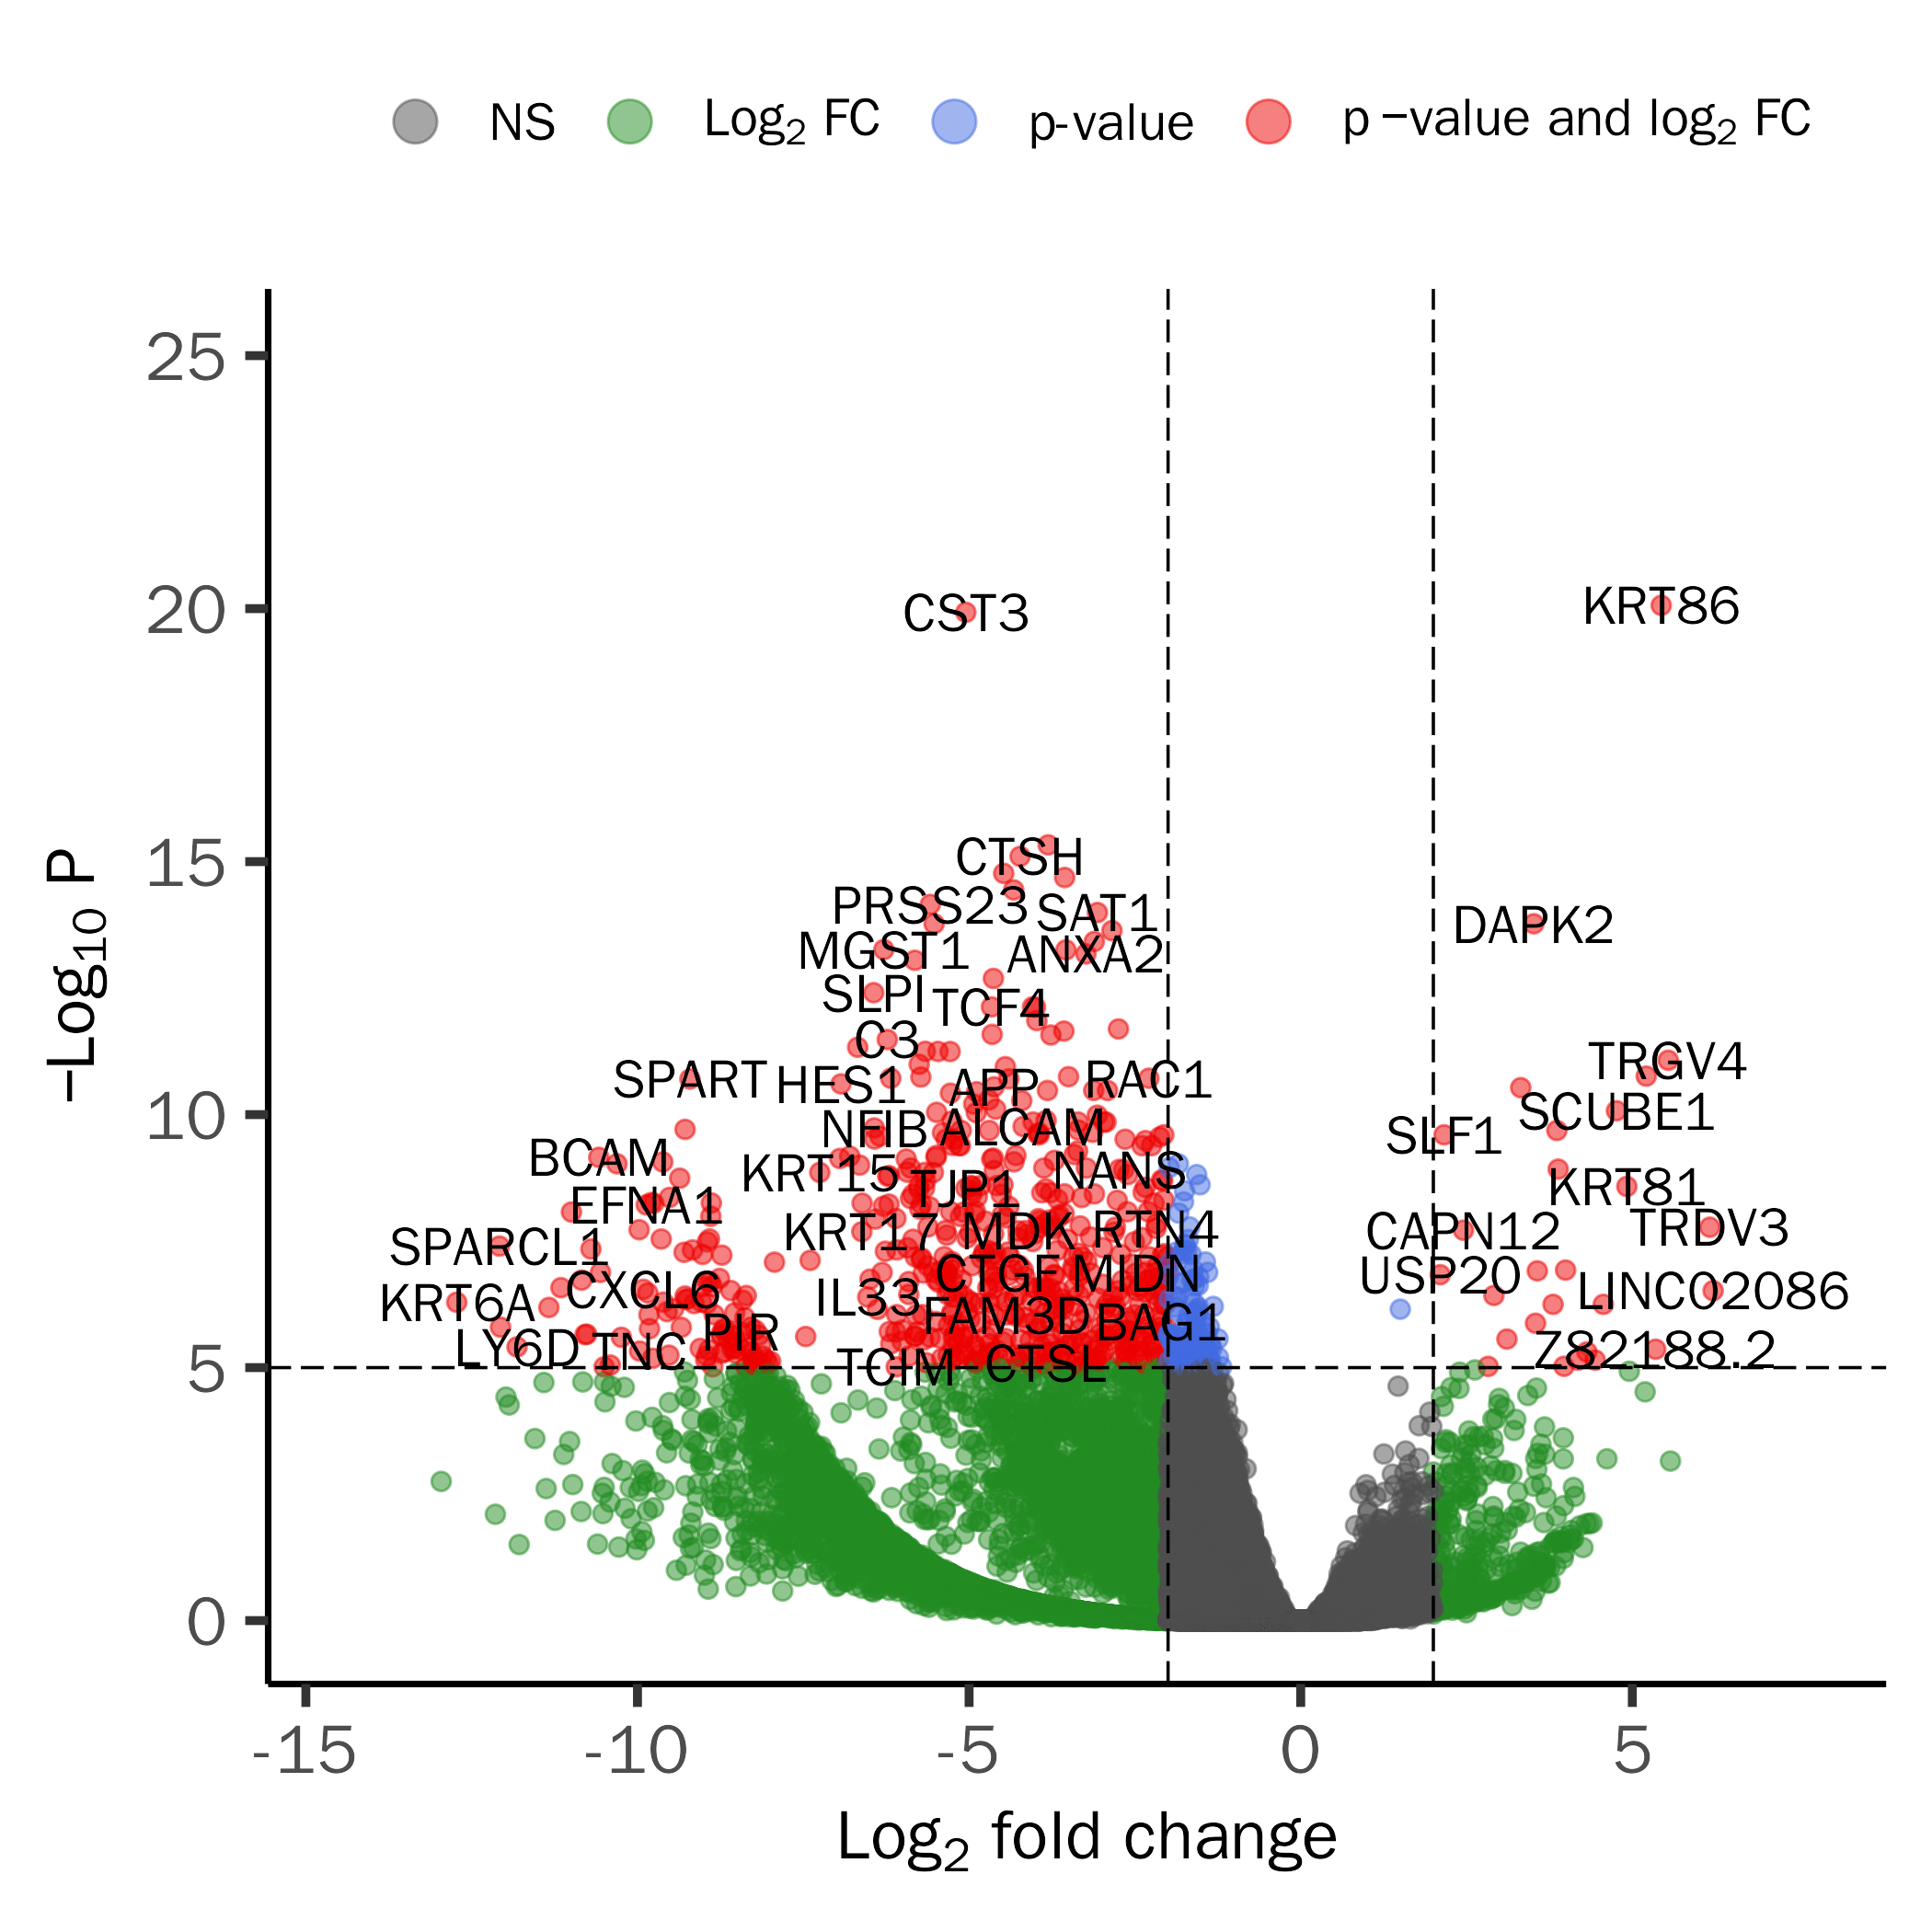 NS Log₂ FC p-value p −value and log₂ FC
25
20
15
10
5
0
−Log₁₀ P
CST3
KRT86
CTSH
PRSS23
SAT1
DAPK2
MGST1
ANXA2
SLPI
TCF4
C3
SPART
HES1
APP
RAC1
TRGV4
NFIB
ALCAM
SCUBE1
SLF1
BCAM
KRT15
NANS
TJP1
KRT81
EFNA1
KRT17
MDK
RTN4
CAPN12
TRDV3
SPARCL1
CTGF
MIDN
USP20
CXCL6
KRT6A
IL33
LINC02086
FAM3D
BAG1
PIR
LY6D
TNC
Z82188.2
TCIM
CTSL
-15
-10
-5
0
5
Log₂ fold change